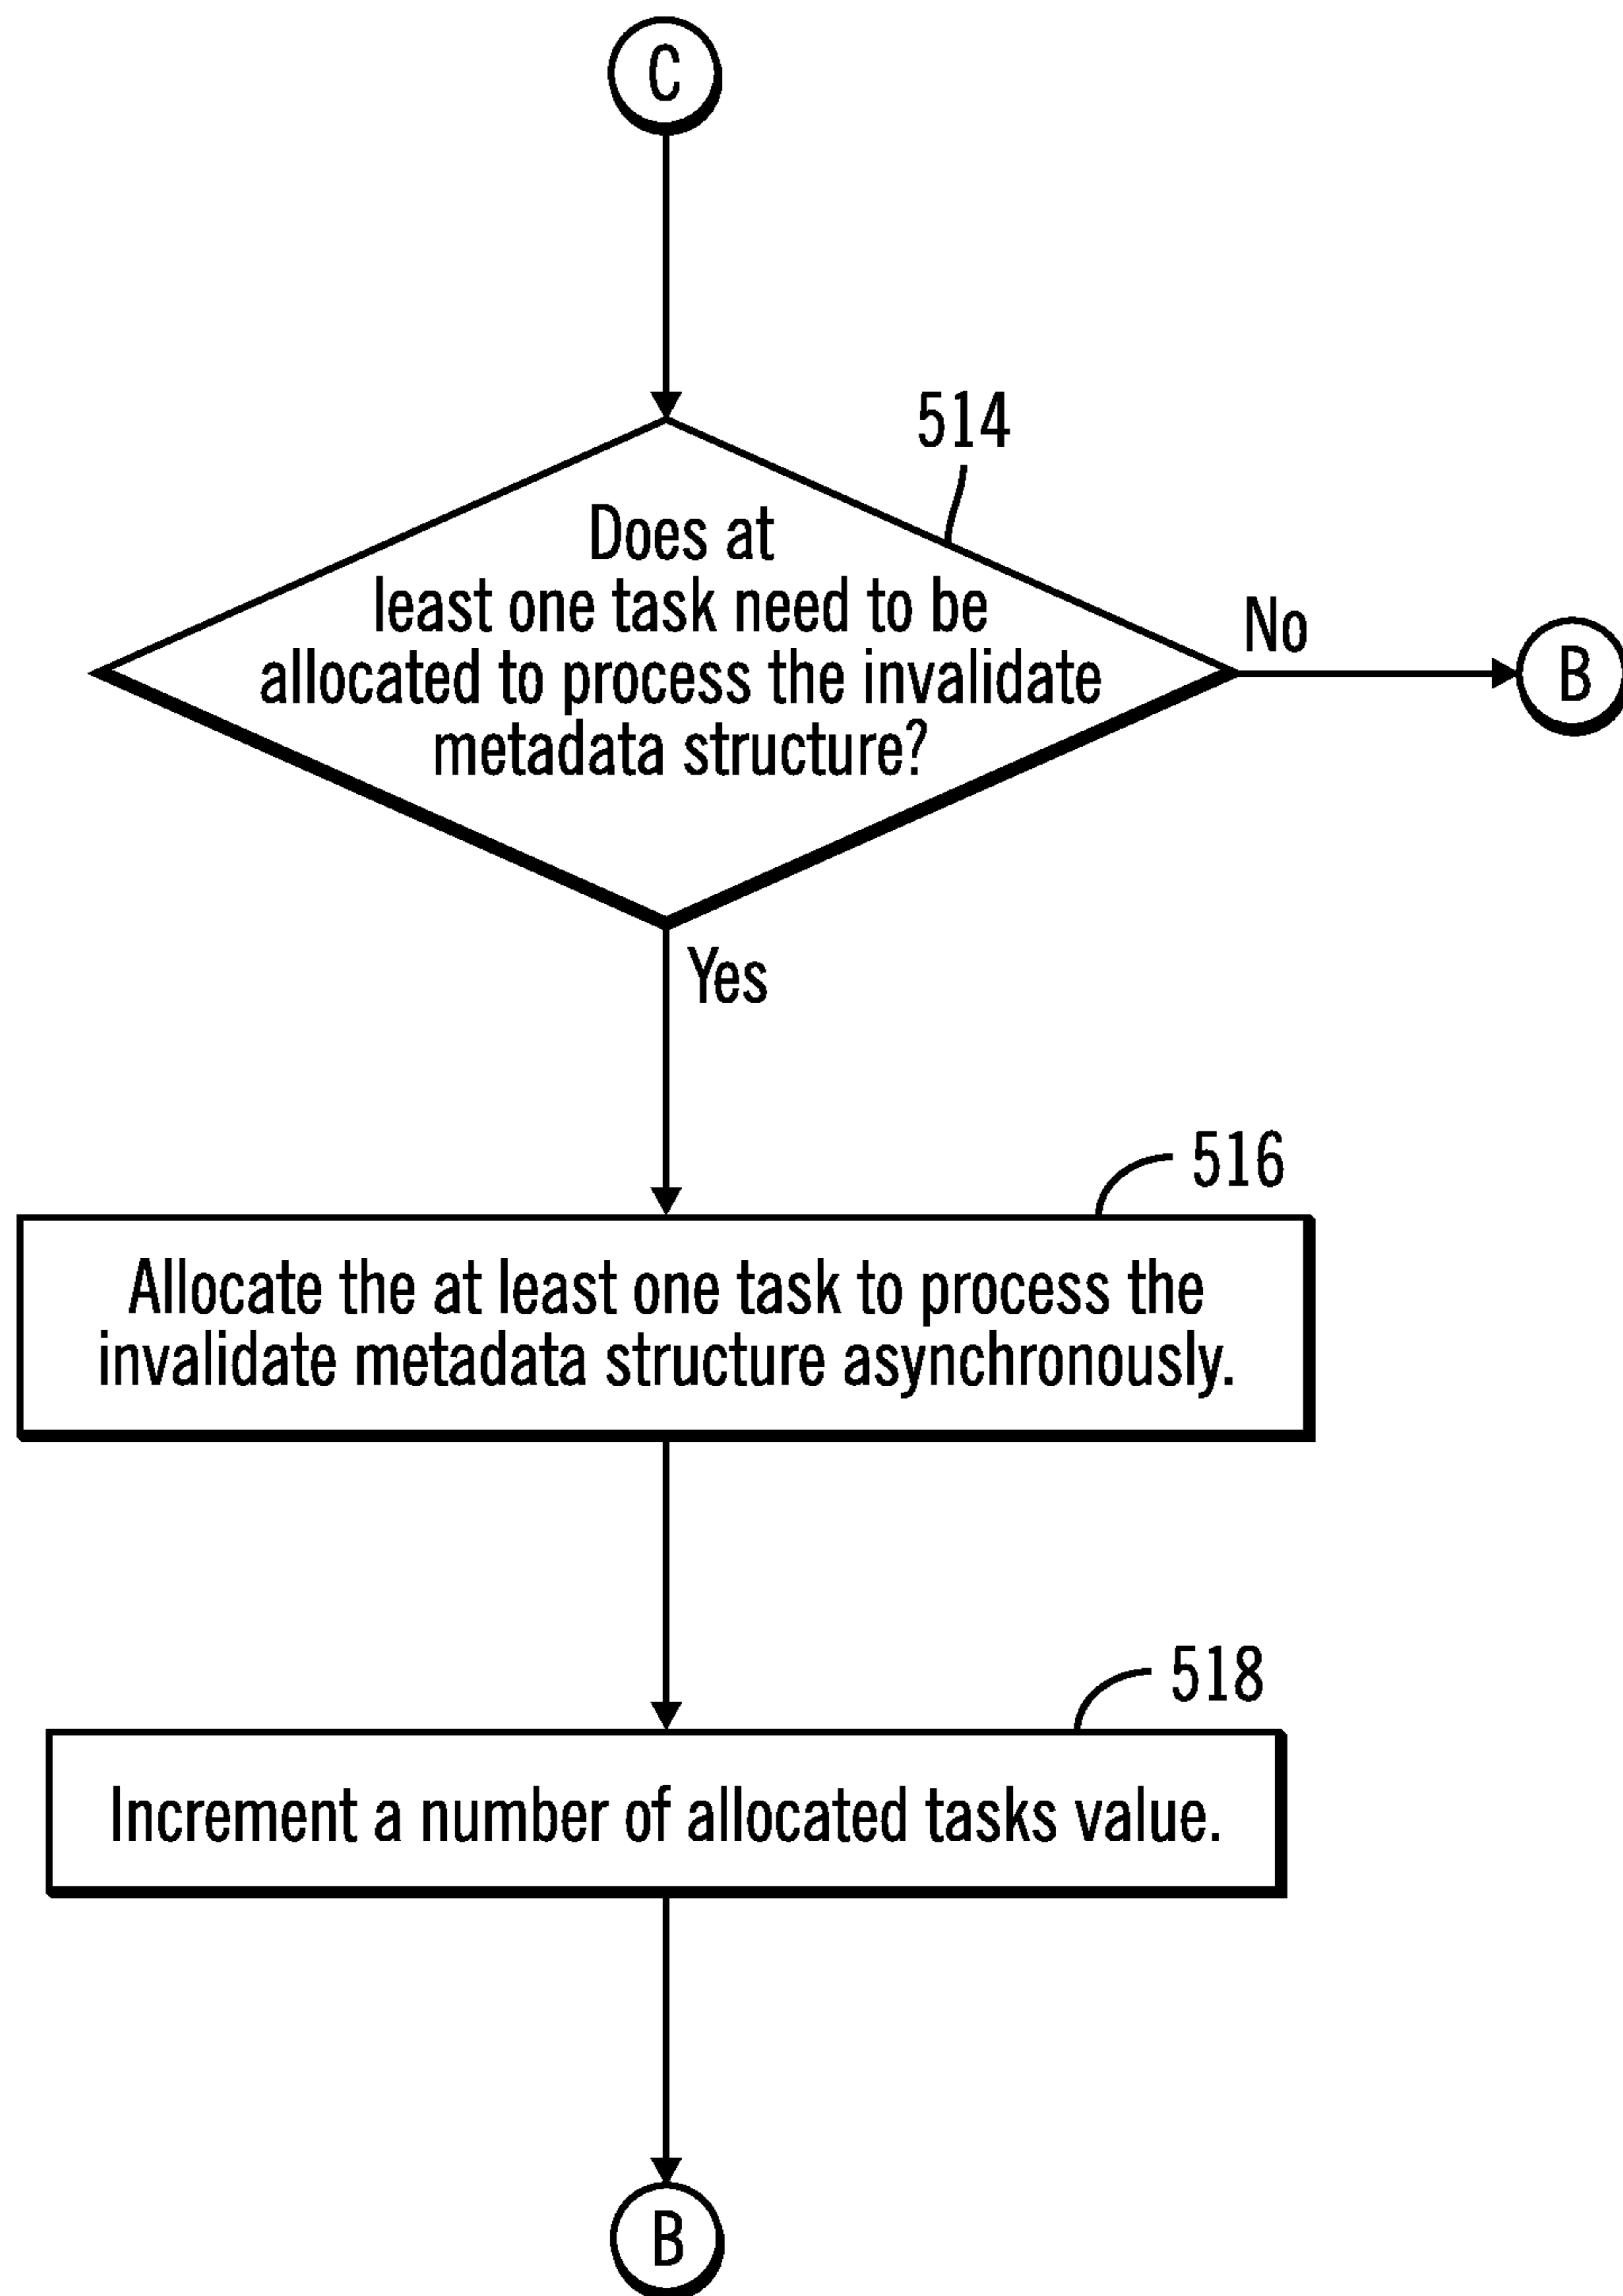 C
514
Does at
least one task need to be
allocated to process the invalidate
metadata structure?
No
B
Yes
516
Allocate the at least one task to process the
invalidate metadata structure asynchronously.
518
Increment a number of allocated tasks value.
B